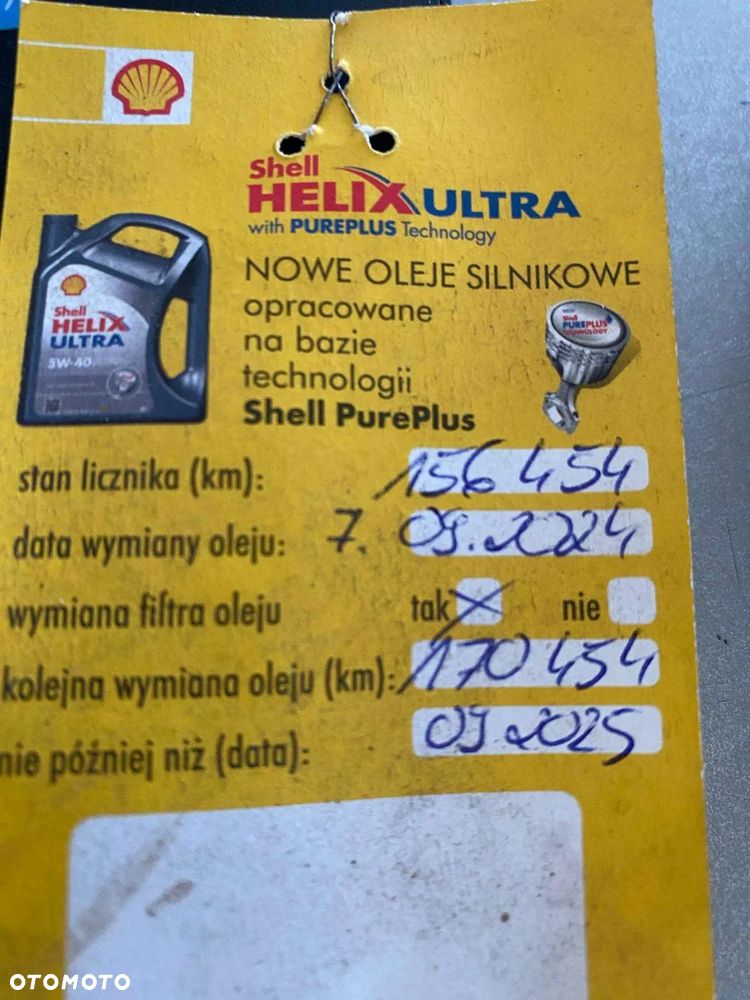 Shell
HELIX ULTRA
with PUREPLUS Technology
NOWE OLEJE SILNIKOWE
opracowane
na bazie
technologii
Shell PurePlus
Shell
HELIX
ULTRA
5W-40
Shell
PUREPLUS
TECHNOLOGY
stan licznika (km): 156 454
data wymiany oleju: 7. 09.2024
wymiana filtra oleju tak X nie
kolejna wymiana oleju (km): 170 454
nie później niż (data): 09 2025
OTOMOTO